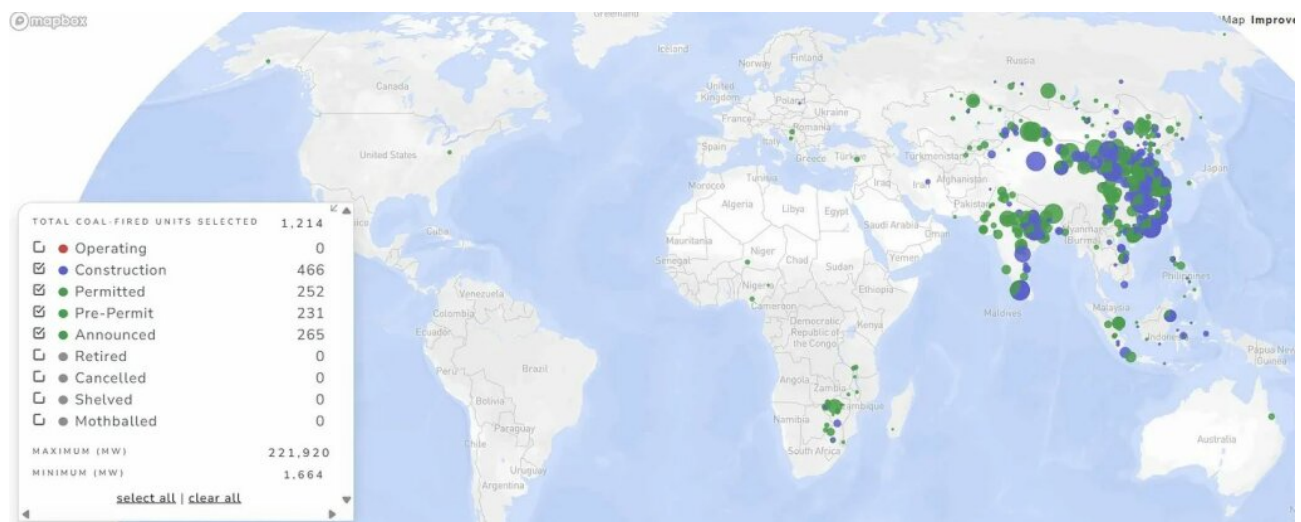 mapbox
Greenland
Map Improve
Iceland
Russia
Finland
Norway
Canada
United
Kingdom
Poland
Ukraine
France
Romania
United States
Spain
Italy
Greece
Türkiye
Turkmenistan
Japan
Tunisia
Iraq
Iran
Afghanistan
Morocco
Pakistan
Algeria
Libya
Egypt
Saudi Arabia
Oman
Myanmar
(Burma)
Cuba
Mauritania
Niger
Chad
Sudan
Yemen
Senegal
Philippines
Nigeria
Ethiopia
Venezuela
Cameroon
Maldives
Malaysia
Colombia
Democratic
Republic of
the Congo
Kenya
Ecuador
Indonesia
Papua New
Guinea
Peru
Brazil
Angola
Zambia
Bolivia
Namibia
Mozambique
Paraguay
Australia
Chile
South Africa
Uruguay
Argentina
TOTAL COAL-FIRED UNITS SELECTED 1,214
Operating 0
Construction 466
Permitted 252
Pre-Permit 231
Announced 265
Retired 0
Cancelled 0
Shelved 0
Mothballed 0
MAXIMUM (MW) 221,920
MINIMUM (MW) 1,664
select all | clear all